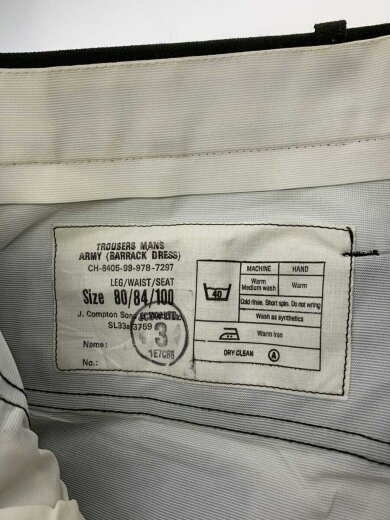 TROUSERS MANS
ARMY (BARRACK DRESS)
CH-8405-99-978-7297
LEG/WAIST/SEAT
Size 80/84/100
J. Compton Sons
SL33a/3759
3
Name:
No.:
MACHINE HAND
40
Warm
Medium wash
Warm
Cold rinse. Short spin. Do not wring
Wash as synthetics
Warm iron
DRY CLEAN A